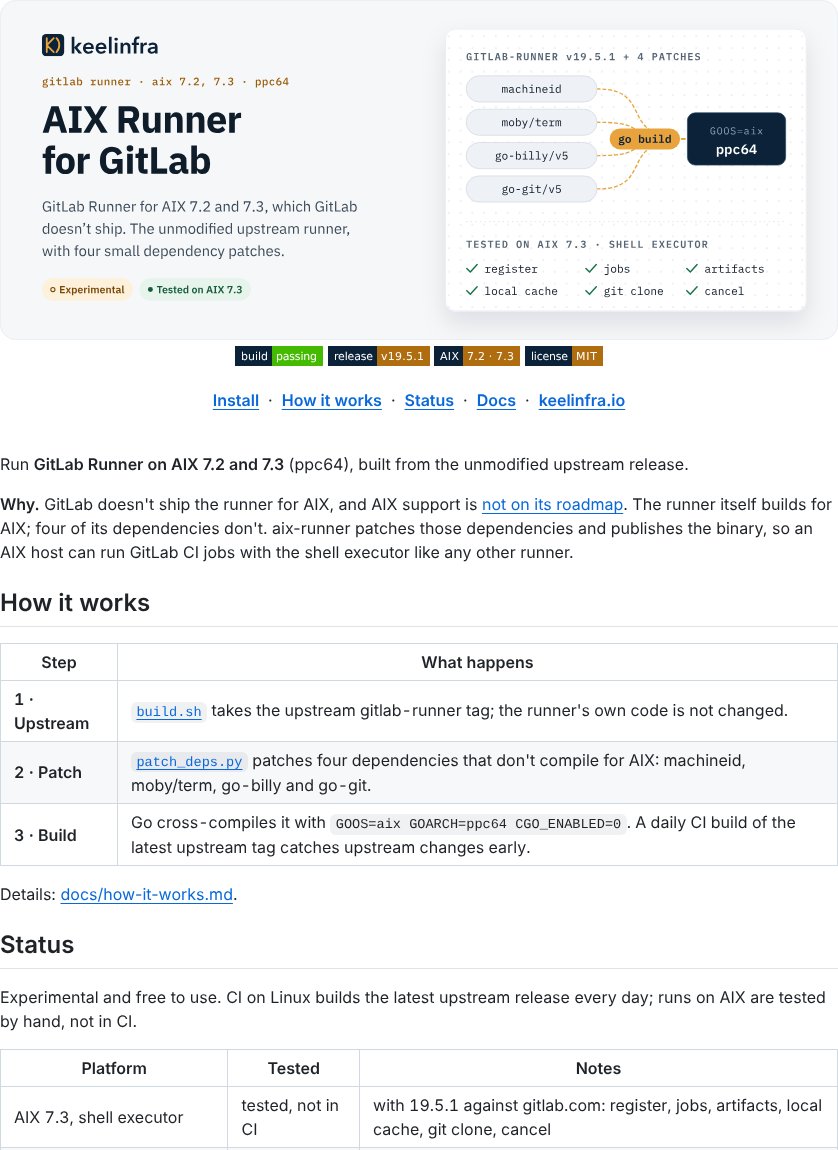 keelinfra
gitlab runner · aix 7.2, 7.3 · ppc64
AIX Runner
for GitLab
GitLab Runner for AIX 7.2 and 7.3, which GitLab
doesn't ship. The unmodified upstream runner,
with four small dependency patches.
Experimental
Tested on AIX 7.3
GITLAB-RUNNER v19.5.1 + 4 PATCHES
machineid
moby/term
go-billy/v5
go-git/v5
go build
GOOS=aix
ppc64
TESTED ON AIX 7.3 · SHELL EXECUTOR
register jobs artifacts
local cache git clone cancel
build passing release v19.5.1 AIX 7.2 · 7.3 license MIT
Install · How it works · Status · Docs · keelinfra.io
Run GitLab Runner on AIX 7.2 and 7.3 (ppc64), built from the unmodified upstream release.
Why. GitLab doesn't ship the runner for AIX, and AIX support is not on its roadmap. The runner itself builds for
AIX; four of its dependencies don't. aix-runner patches those dependencies and publishes the binary, so an
AIX host can run GitLab CI jobs with the shell executor like any other runner.
How it works
Step What happens
1 ·
Upstream
build.sh takes the upstream gitlab-runner tag; the runner's own code is not changed.
2 · Patch
patch_deps.py patches four dependencies that don't compile for AIX: machineid,
moby/term, go-billy and go-git.
3 · Build
Go cross-compiles it with GOOS=aix GOARCH=ppc64 CGO_ENABLED=0. A daily CI build of the
latest upstream tag catches upstream changes early.
Details: docs/how-it-works.md.
Status
Experimental and free to use. CI on Linux builds the latest upstream release every day; runs on AIX are tested
by hand, not in CI.
Platform Tested Notes
AIX 7.3, shell executor
tested, not in
CI
with 19.5.1 against gitlab.com: register, jobs, artifacts, local
cache, git clone, cancel